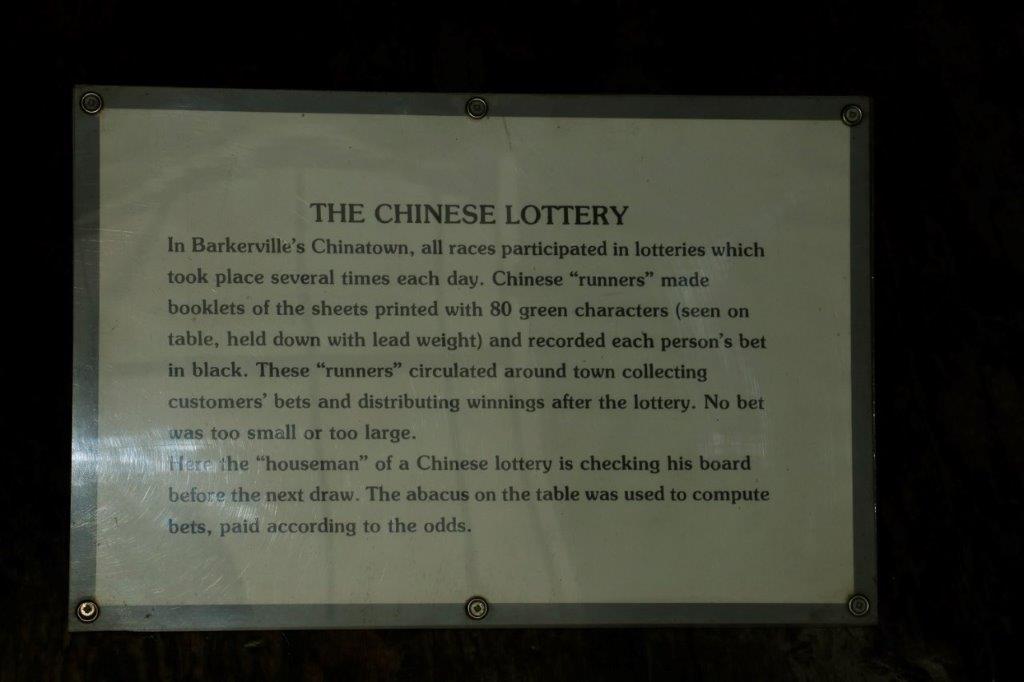 THE CHINESE LOTTERY
In Barkerville's Chinatown, all races participated in lotteries which
took place several times each day. Chinese “runners” made
booklets of the sheets printed with 80 green characters (seen on
table, held down with lead weight) and recorded each person's bet
in black. These “runners” circulated around town collecting
customers' bets and distributing winnings after the lottery. No bet
was too small or too large.
Here the “houseman” of a Chinese lottery is checking his board
before the next draw. The abacus on the table was used to compute
bets, paid according to the odds.